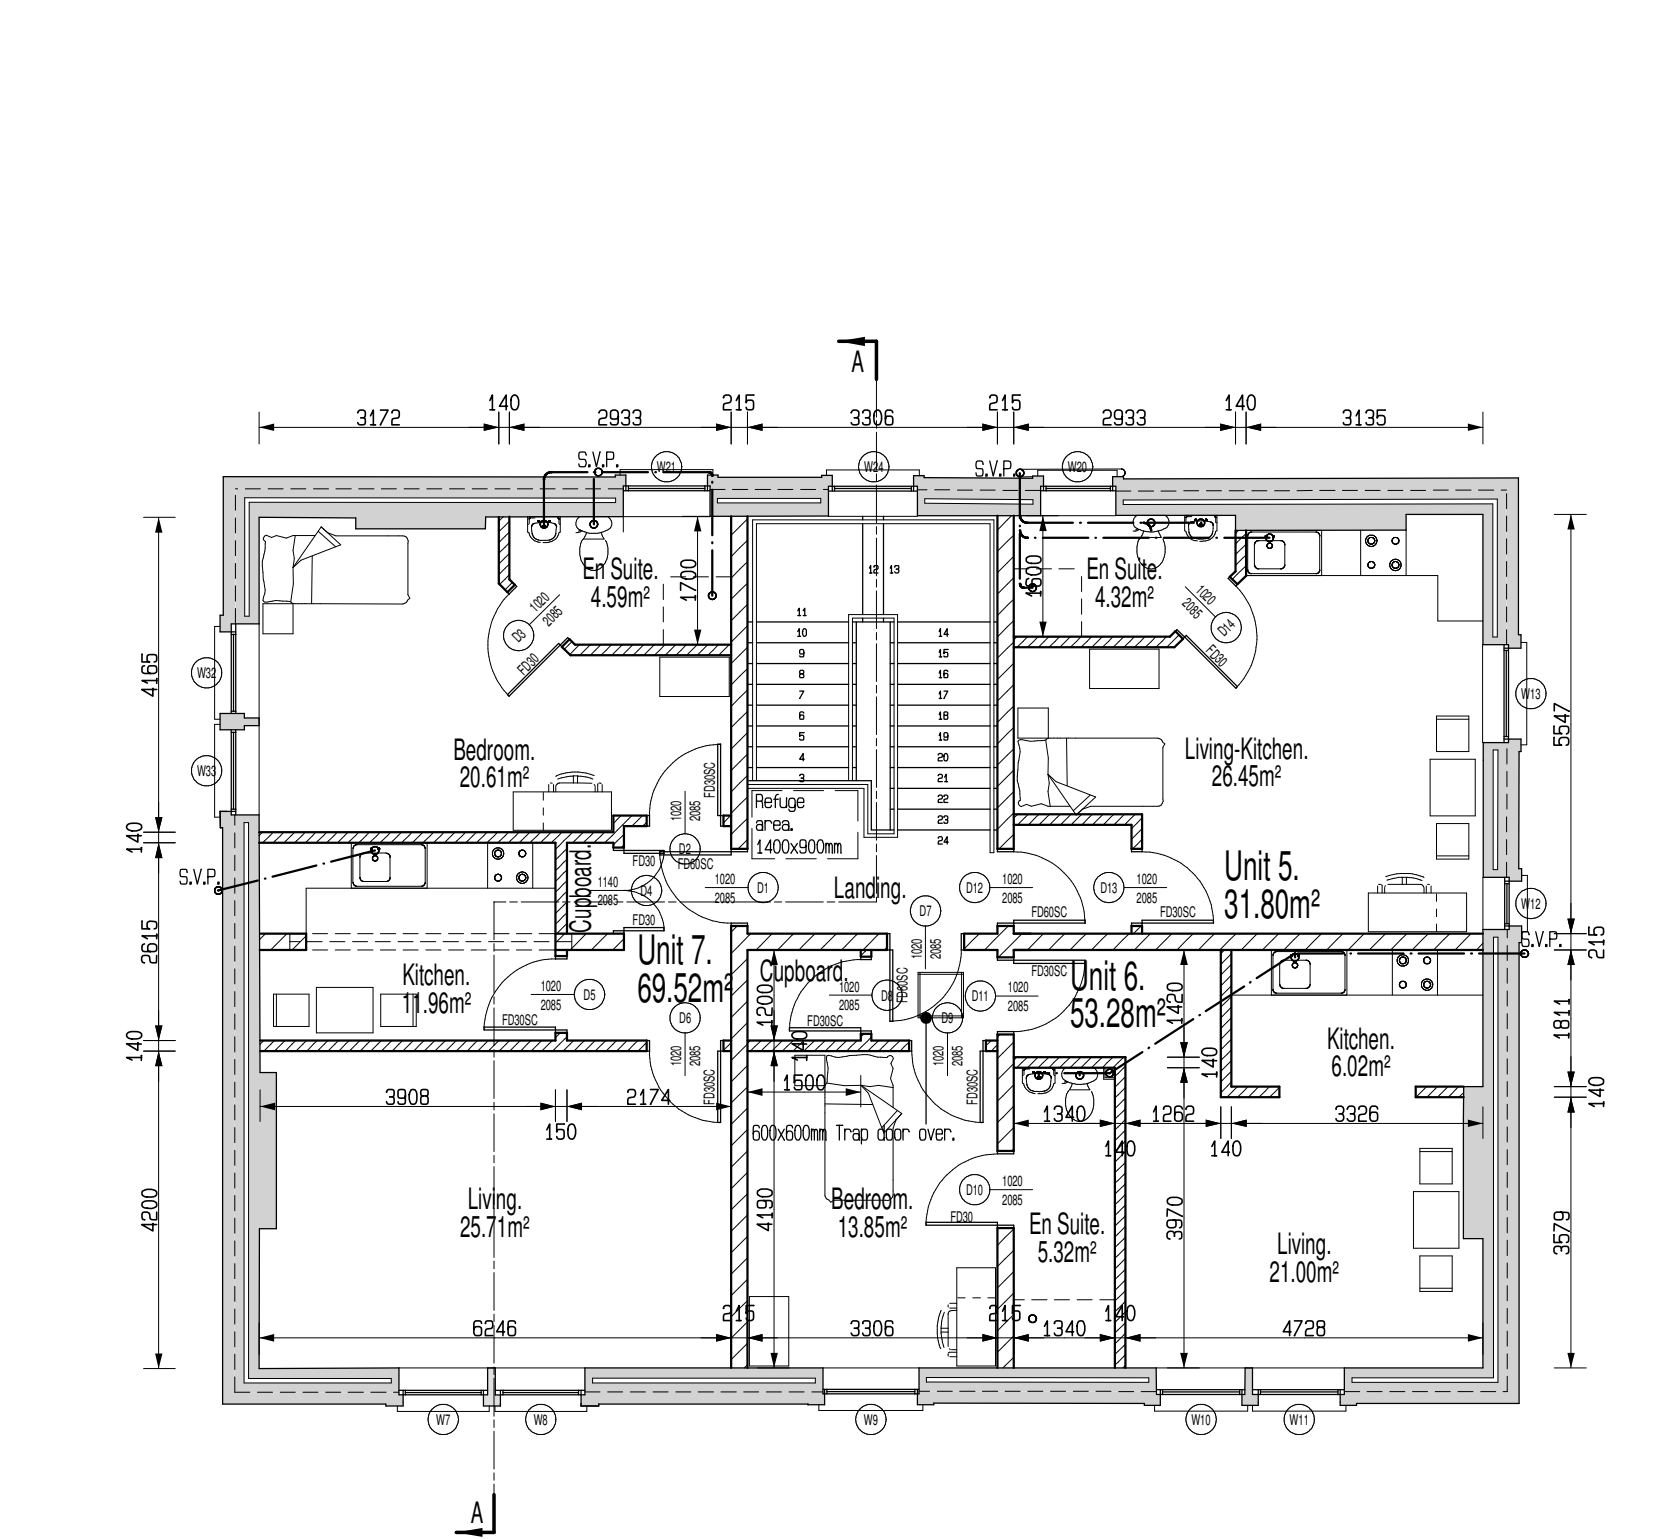 A
140
215
215
140
3172
2933
3306
2933
3135
S.V.P.
W21
W24
S.V.P.
W20
12
13
En Suite.
4.59m²
1700
1600
En Suite.
4.32m²
1020
2085
D3
FD30
1020
2085
D14
FD30
11
10
9
8
7
6
5
4
3
14
15
16
17
18
19
20
21
22
23
24
W32
W33
W13
W12
4165
140
2615
140
4200
5547
215
1811
140
3579
Bedroom.
20.61m²
Living-Kitchen.
26.45m²
Refuge
area.
1400x900mm
1020
2085
FD30SC
D2
FD60SC
FD30
Cupboard.
1140
2085
D4
FD30
1020
2085
D1
Landing.
D12
1020
2085
FD60SC
D13
1020
2085
FD30SC
Unit 5.
31.80m²
S.V.P.
S.V.P.
D7
1020
2085
FD60SC
Unit 7.
69.52m²
Kitchen.
11.96m²
1020
2085
D5
FD30SC
D6
1020
2085
FD30SC
Cupboard.
1200
1020
2085
D8
FD30SC
D11
1020
2085
FD30SC
D9
1020
2085
FD30SC
Unit 6.
53.28m²
1420
140
Kitchen.
6.02m²
140
1500
3908
2174
150
600x600mm Trap door over.
1340
1262
3326
140
140
D10
1020
2085
FD30
Living.
25.71m²
4190
Bedroom.
13.85m²
En Suite.
5.32m²
3970
Living.
21.00m²
215
215
140
6246
3306
1340
4728
W7
W8
W9
W10
W11
A